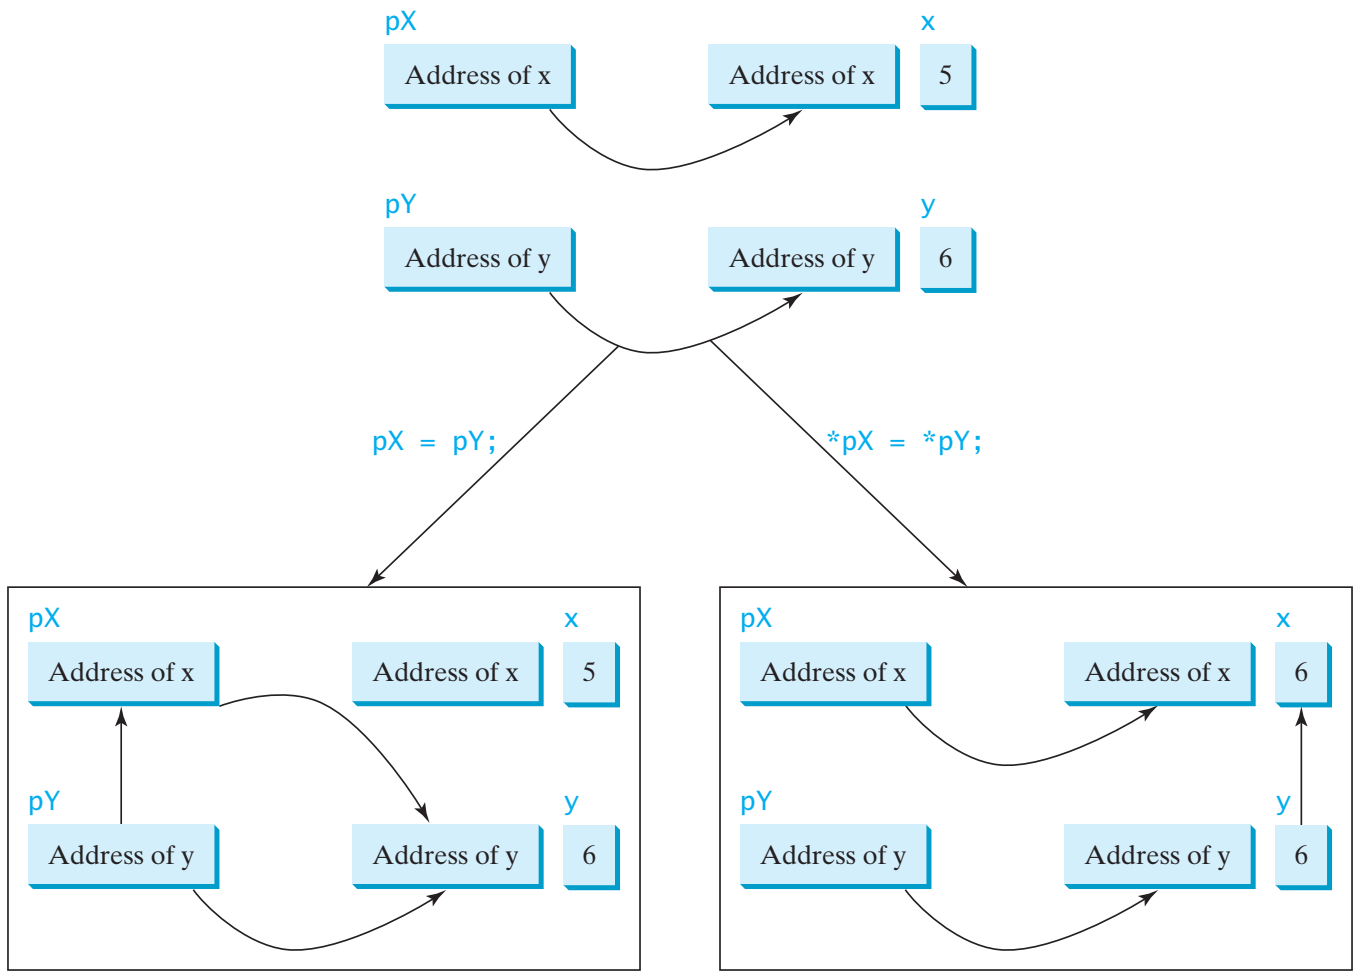 pX x
Address of x Address of x 5
pY y
Address of y Address of y 6
pX = pY; *pX = *pY;
pX x
Address of x Address of x 5
pY y
Address of y Address of y 6
pX x
Address of x Address of x 6
pY y
Address of y Address of y 6